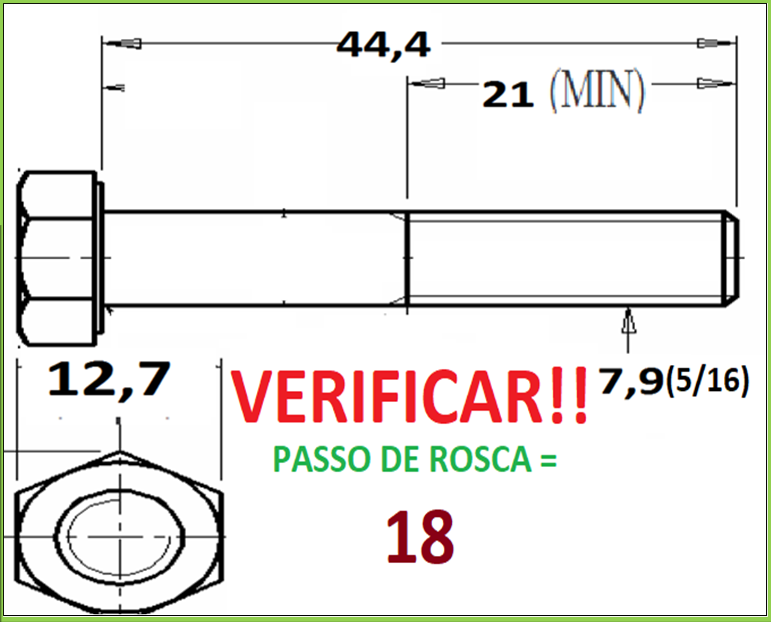 44,4
21 (MIN)
12,7
VERIFICAR!!
7,9(5/16)
PASSO DE ROSCA =
18